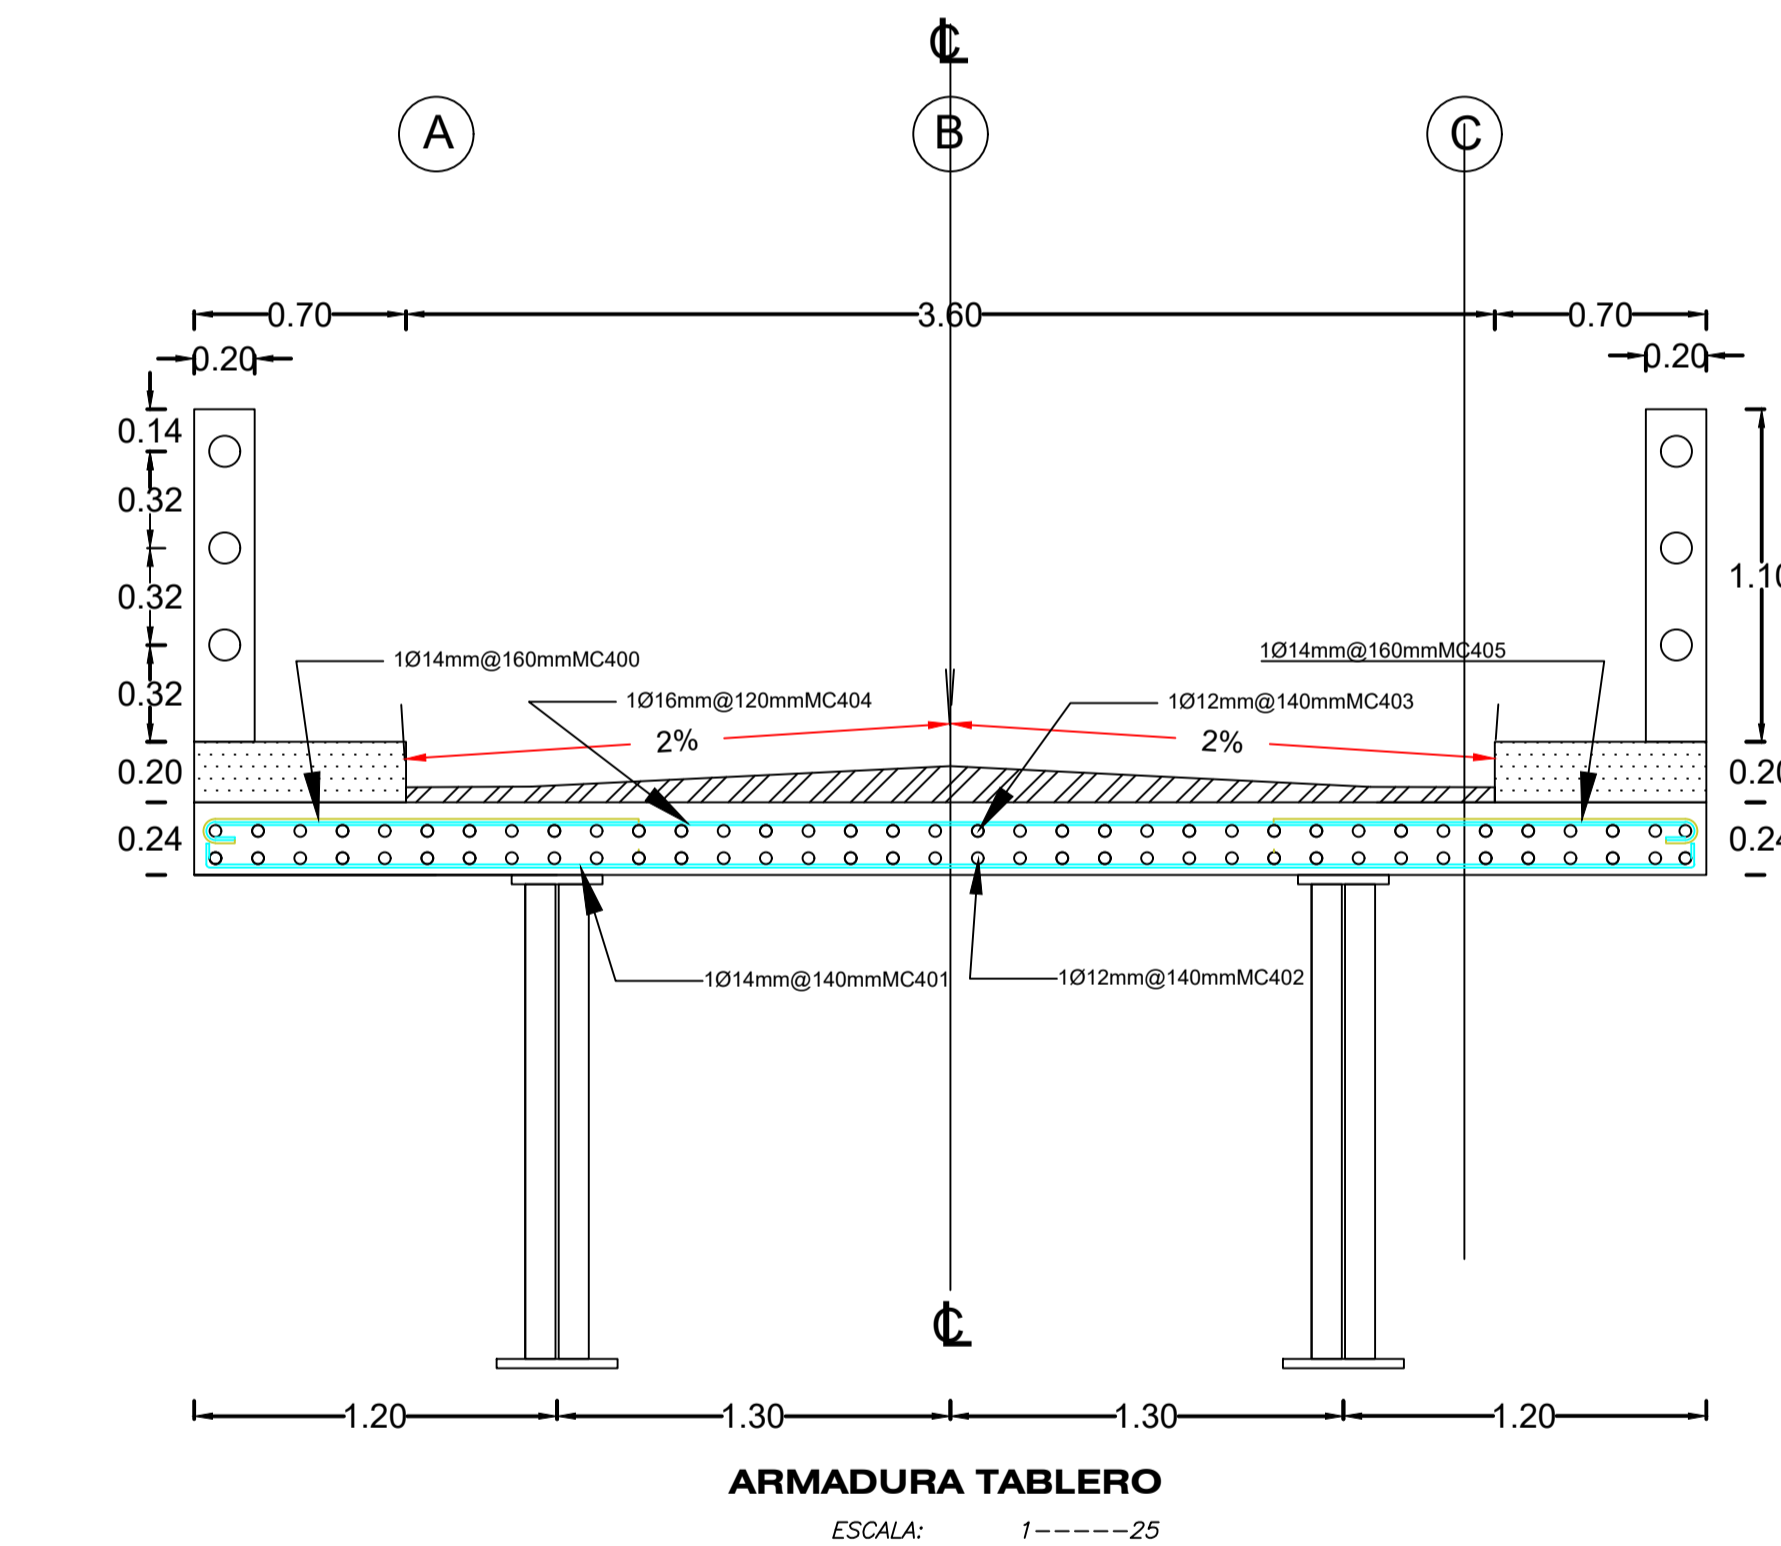 ℄
A B C
0.70 3.60 0.70
0.20 0.20
0.14
0.32
0.32
1.10
0.32
1Ø14mm@160mmMC400
1Ø14mm@160mmMC405
1Ø16mm@120mmMC404
1Ø12mm@140mmMC403
2% 2%
0.20 0.20
0.24 0.24
1Ø14mm@140mmMC401
1Ø12mm@140mmMC402
℄
1.20 1.30 1.30 1.20
ARMADURA TABLERO
ESCALA: 1-----25